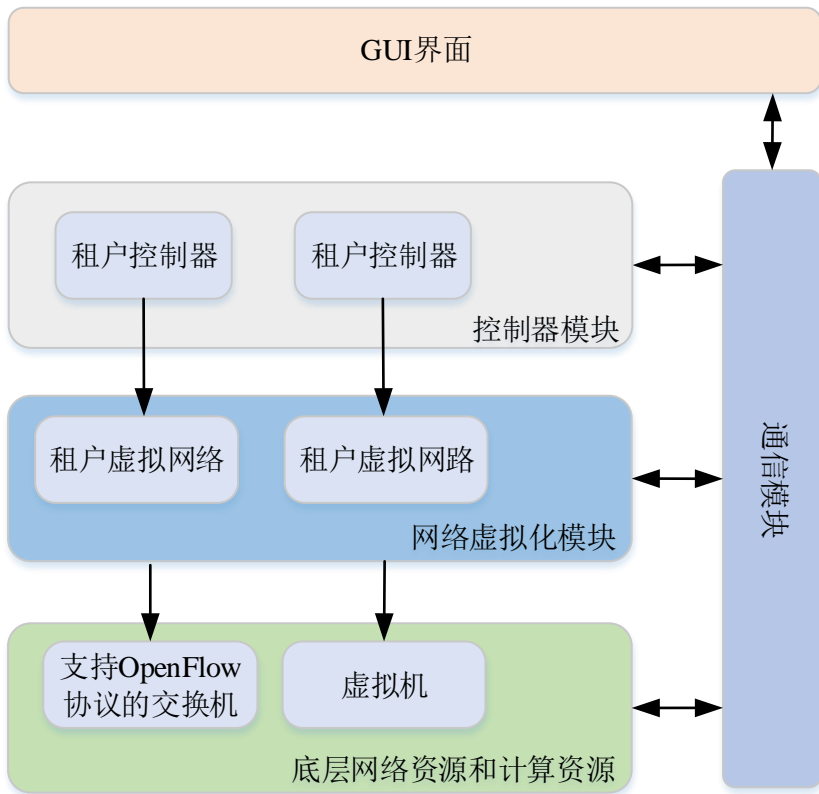 GUI界面
租户控制器
租户控制器
控制器模块
租户虚拟网络
租户虚拟网路
网络虚拟化模块
支持OpenFlow
协议的交换机
虚拟机
底层网络资源和计算资源
通信模块